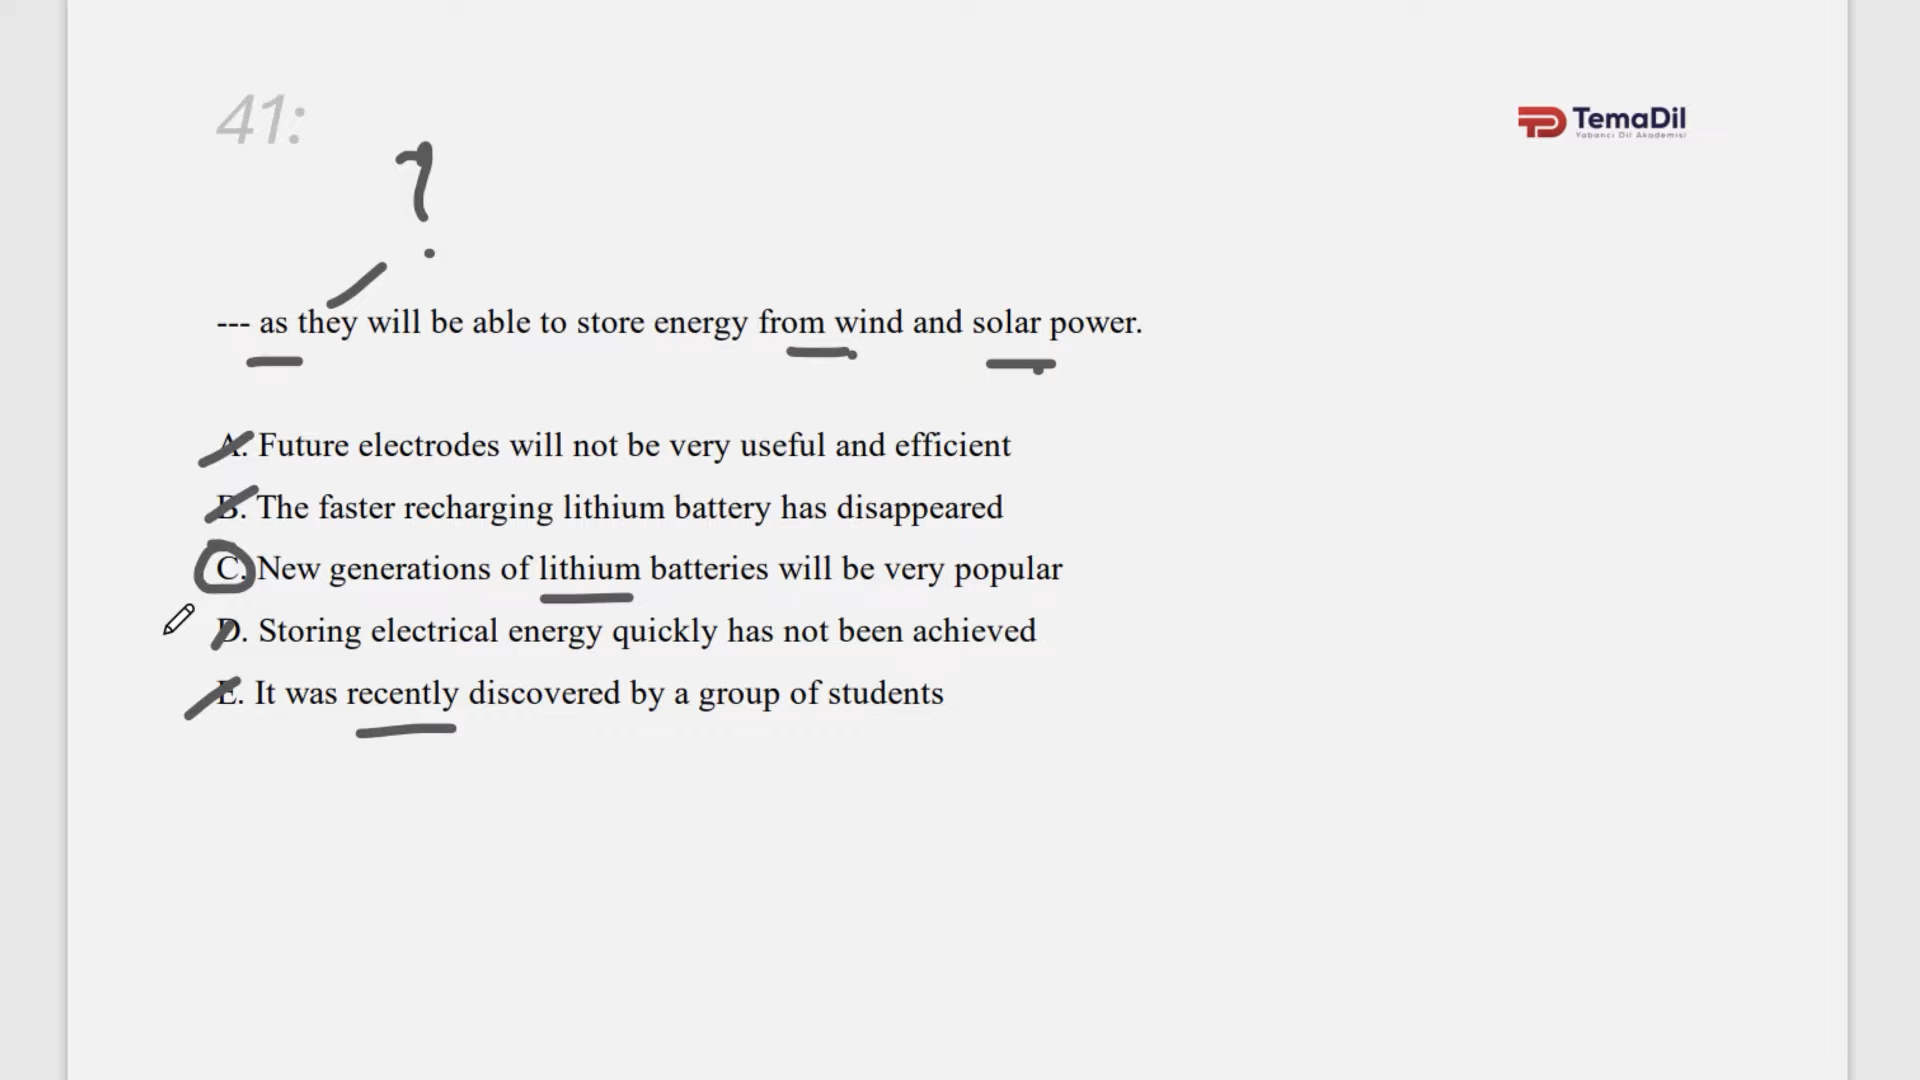 41:
TemaDil
Yabancı Dil Akademisi
?
--- as they will be able to store energy from wind and solar power.
A. Future electrodes will not be very useful and efficient
B. The faster recharging lithium battery has disappeared
C. New generations of lithium batteries will be very popular
D. Storing electrical energy quickly has not been achieved
E. It was recently discovered by a group of students